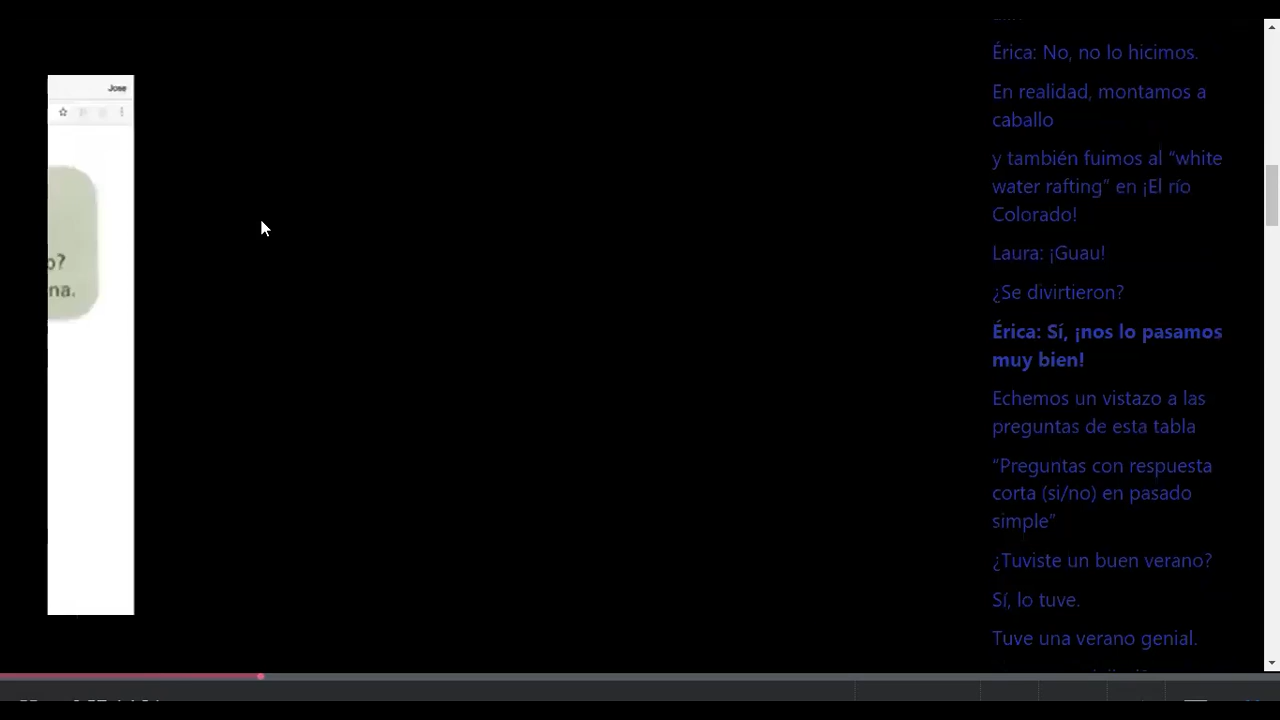 Jose
o?
na.
Érica: No, no lo hicimos.
En realidad, montamos a
caballo
y también fuimos al “white
water rafting” en ¡El río
Colorado!
Laura: ¡Guau!
¿Se divirtieron?
Érica: Sí, ¡nos lo pasamos
muy bien!
Echemos un vistazo a las
preguntas de esta tabla
“Preguntas con respuesta
corta (si/no) en pasado
simple”
¿Tuviste un buen verano?
Sí, lo tuve.
Tuve una verano genial.